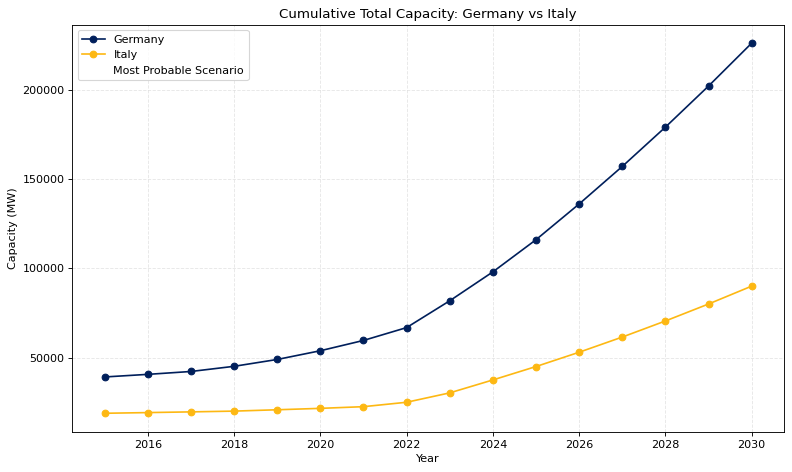 Cumulative Total Capacity: Germany vs Italy
Germany
Italy
Most Probable Scenario
Capacity (MW)
200000
150000
100000
50000
2016 2018 2020 2022 2024 2026 2028 2030
Year